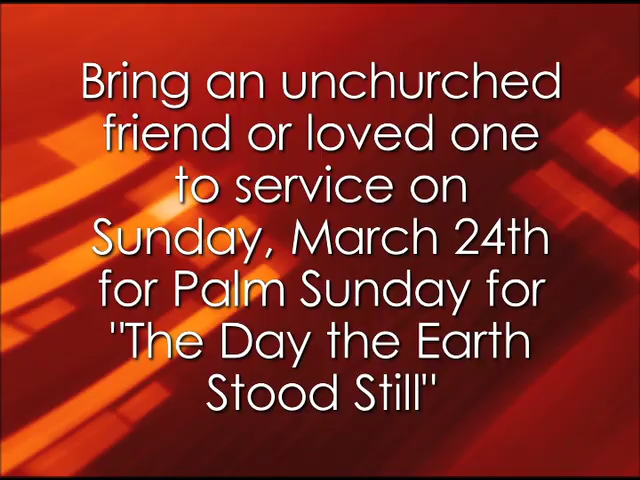 Bring an unchurched
friend or loved one
to service on
Sunday, March 24th
for Palm Sunday for
"The Day the Earth
Stood Still"